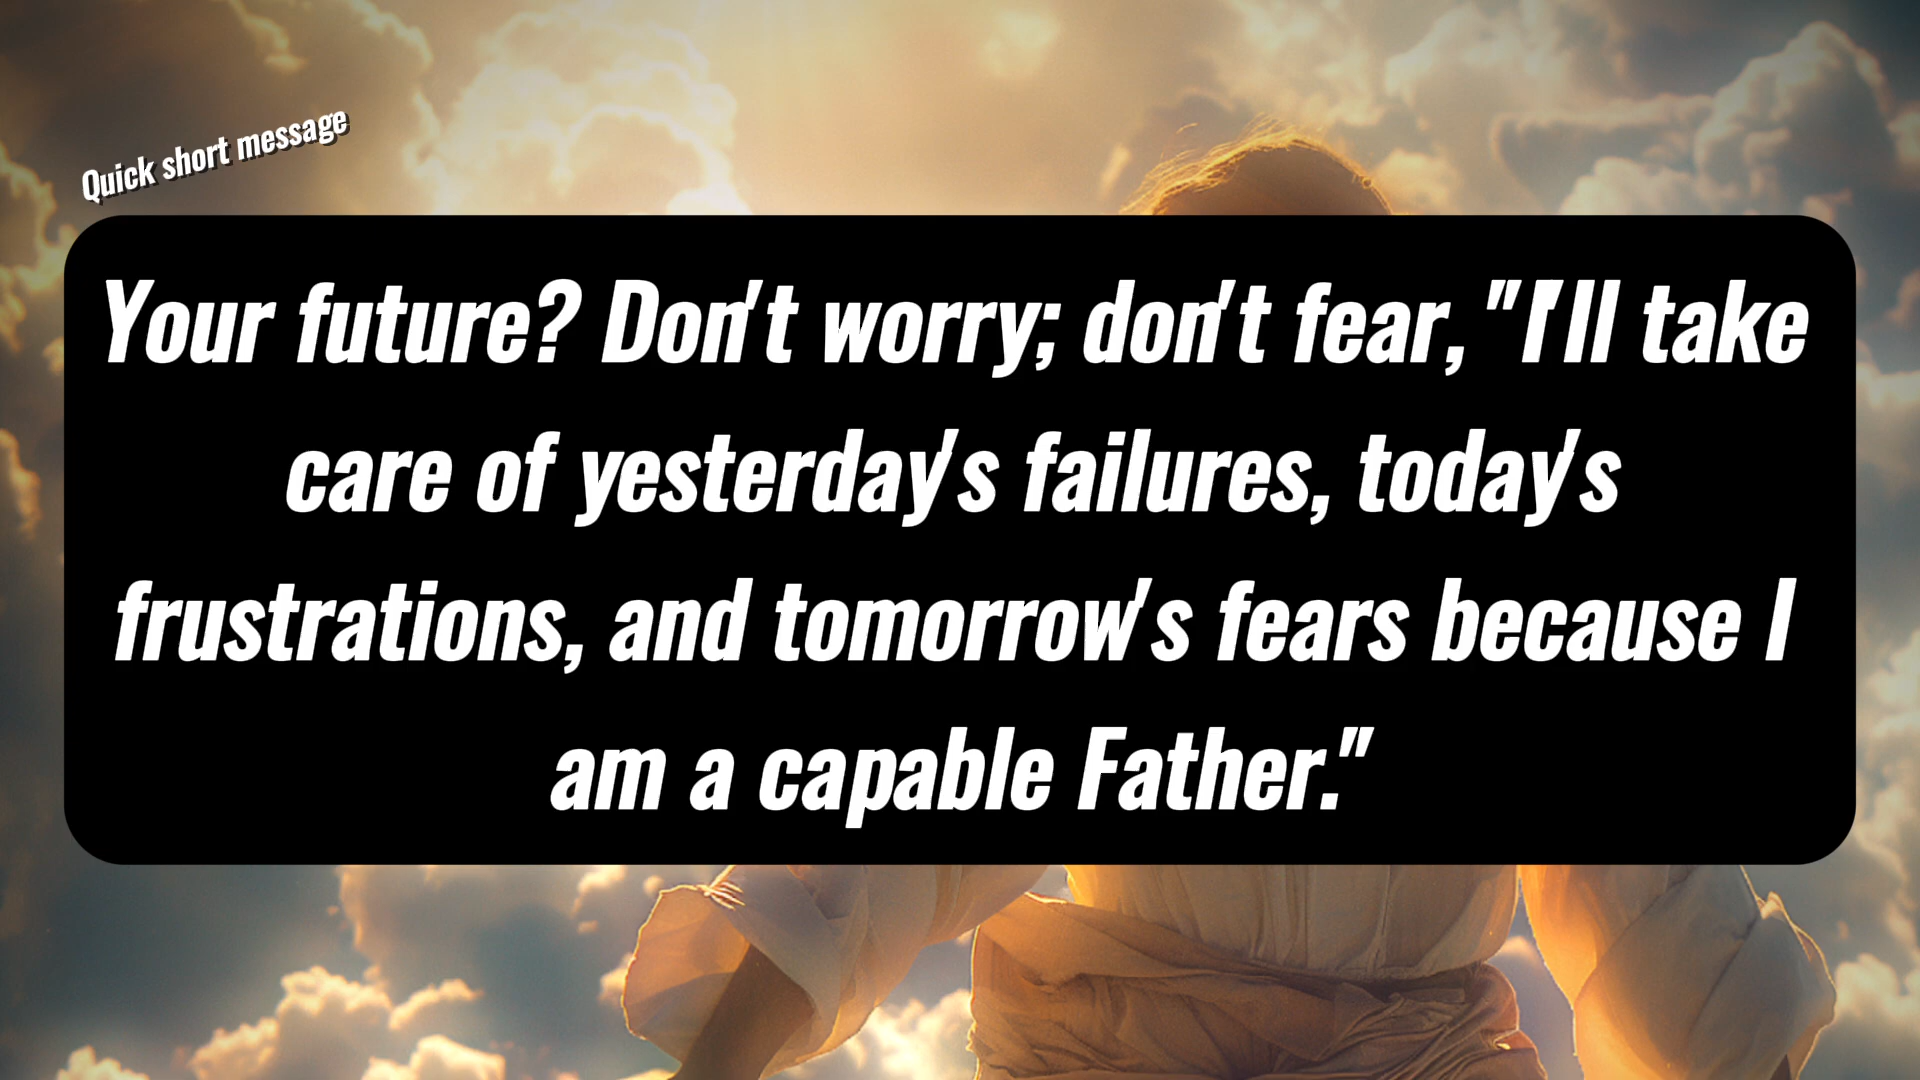 Quick short message
Your future? Don't worry; don't fear, "I'll take
care of yesterday's failures, today's
frustrations, and tomorrow's fears because I
am a capable Father."